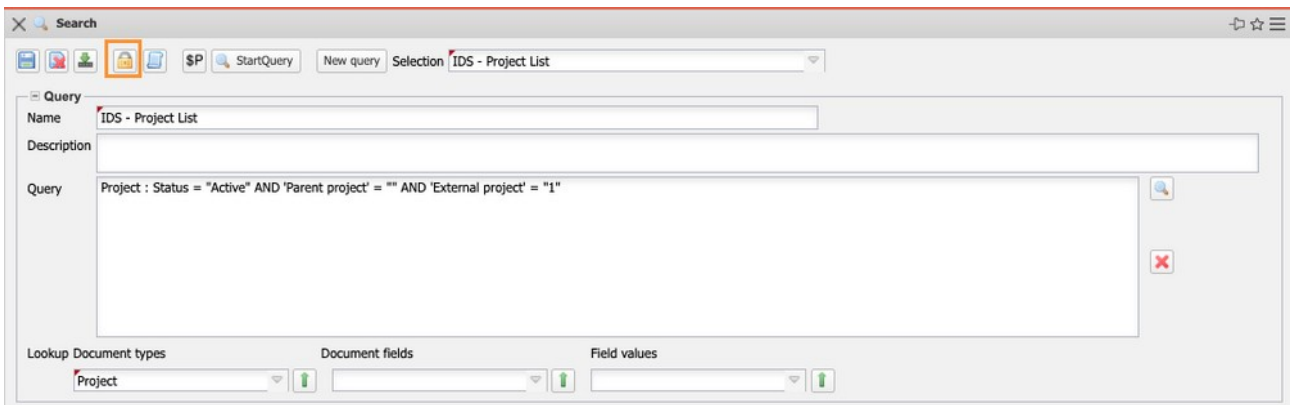 Search
$P StartQuery New query Selection IDS - Project List
Query
Name IDS - Project List
Description
Query Project : Status = "Active" AND 'Parent project' = "" AND 'External project' = "1"
Lookup Document types Document fields Field values
Project